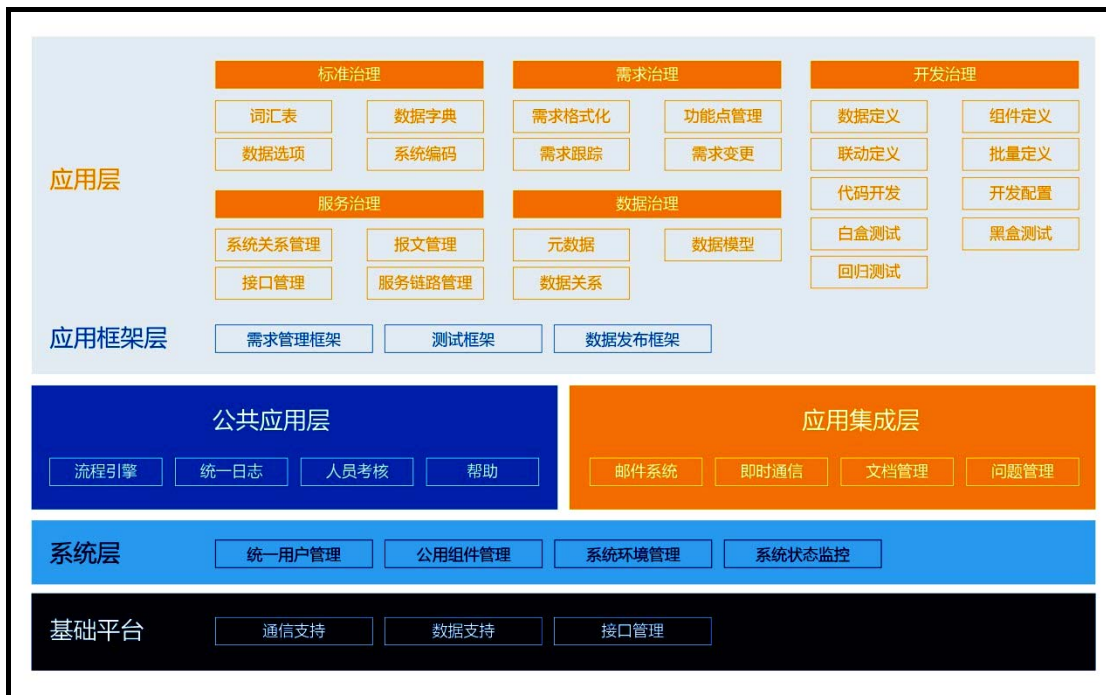 应用层
标准治理
词汇表
数据字典
数据选项
系统编码
需求治理
需求格式化
功能点管理
需求跟踪
需求变更
开发治理
数据定义
组件定义
联动定义
批量定义
代码开发
开发配置
白盒测试
黑盒测试
回归测试
服务治理
系统关系管理
报文管理
接口管理
服务链路管理
数据治理
元数据
数据模型
数据关系
应用框架层
需求管理框架
测试框架
数据发布框架
公共应用层
流程引擎
统一日志
人员考核
帮助
应用集成层
邮件系统
即时通信
文档管理
问题管理
系统层
统一用户管理
公用组件管理
系统环境管理
系统状态监控
基础平台
通信支持
数据支持
接口管理